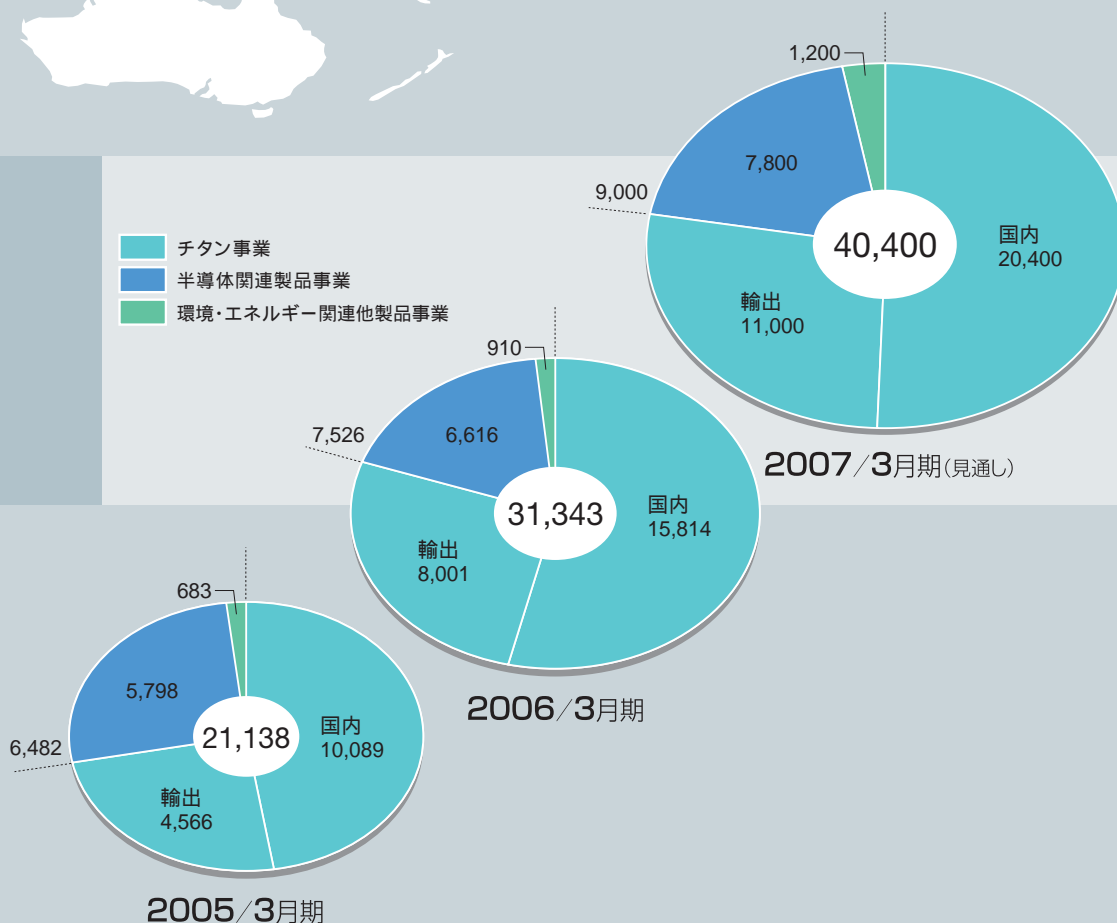 チタン事業
半導体関連製品事業
環境・エネルギー関連他製品事業
1,200
7,800
9,000
40,400
国内
20,400
輸出
11,000
2007/3月期(見通し)
910
7,526
6,616
31,343
国内
15,814
輸出
8,001
2006/3月期
683
5,798
6,482
21,138
国内
10,089
輸出
4,566
2005/3月期